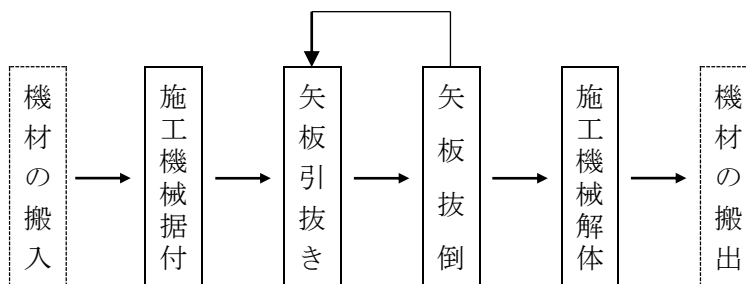 機材の搬入
施工機械据付
矢板引抜き
矢板抜倒
施工機械解体
機材の搬出